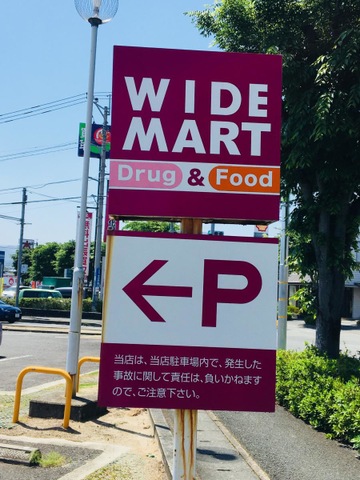 WIDE
MART
Drug & Food
←P
当店は、当店駐車場内で、発生した
事故に関して責任は、負いかねます
ので、ご注意下さい。